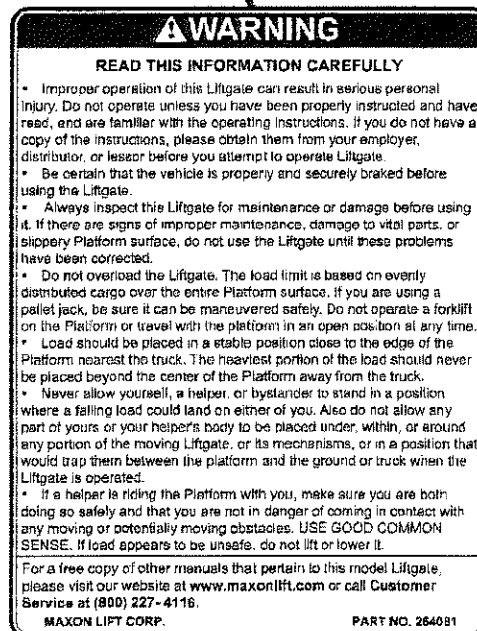 WARNING
READ THIS INFORMATION CAREFULLY
• Improper operation of this Liftgate can result in serious personal
injury. Do not operate unless you have been properly instructed and have
read, and are familiar with the operating instructions. If you do not have a
copy of the instructions, please obtain them from your employer,
distributor, or lessor before you attempt to operate Liftgate.
• Be certain that the vehicle is properly and securely braked before
using the Liftgate.
• Always inspect this Liftgate for maintenance or damage before using
it. If there are signs of improper maintenance, damage to vital parts, or
slippery Platform surface, do not use the Liftgate until these problems
have been corrected.
• Do not overload the Liftgate. The load limit is based on evenly
distributed cargo over the entire Platform surface. If you are using a
pallet jack, be sure it can be maneuvered safely. Do not operate a forklift
on the Platform or travel with the platform in an open position at any time.
• Load should be placed in a stable position close to the edge of the
Platform nearest the truck. The heaviest portion of the load should never
be placed beyond the center of the Platform away from the truck.
• Never allow yourself, a helper, or bystander to stand in a position
where a falling load could land on either of you. Also do not allow any
part of yours or your helper's body to be placed under, within, or around
any portion of the moving Liftgate, or its mechanisms, or in a position that
would trap them between the platform and the ground or truck when the
Liftgate is operated.
• If a helper is riding the Platform with you, make sure you are both
doing so safely and that you are not in danger of coming in contact with
any moving or potentially moving obstacles. USE GOOD COMMON
SENSE. If load appears to be unsafe, do not lift or lower it.
For a free copy of other manuals that pertain to this model Liftgate,
please visit our website at www.maxonlift.com or call Customer
Service at (800) 227-4116.
MAXON LIFT CORP. PART NO. 264081